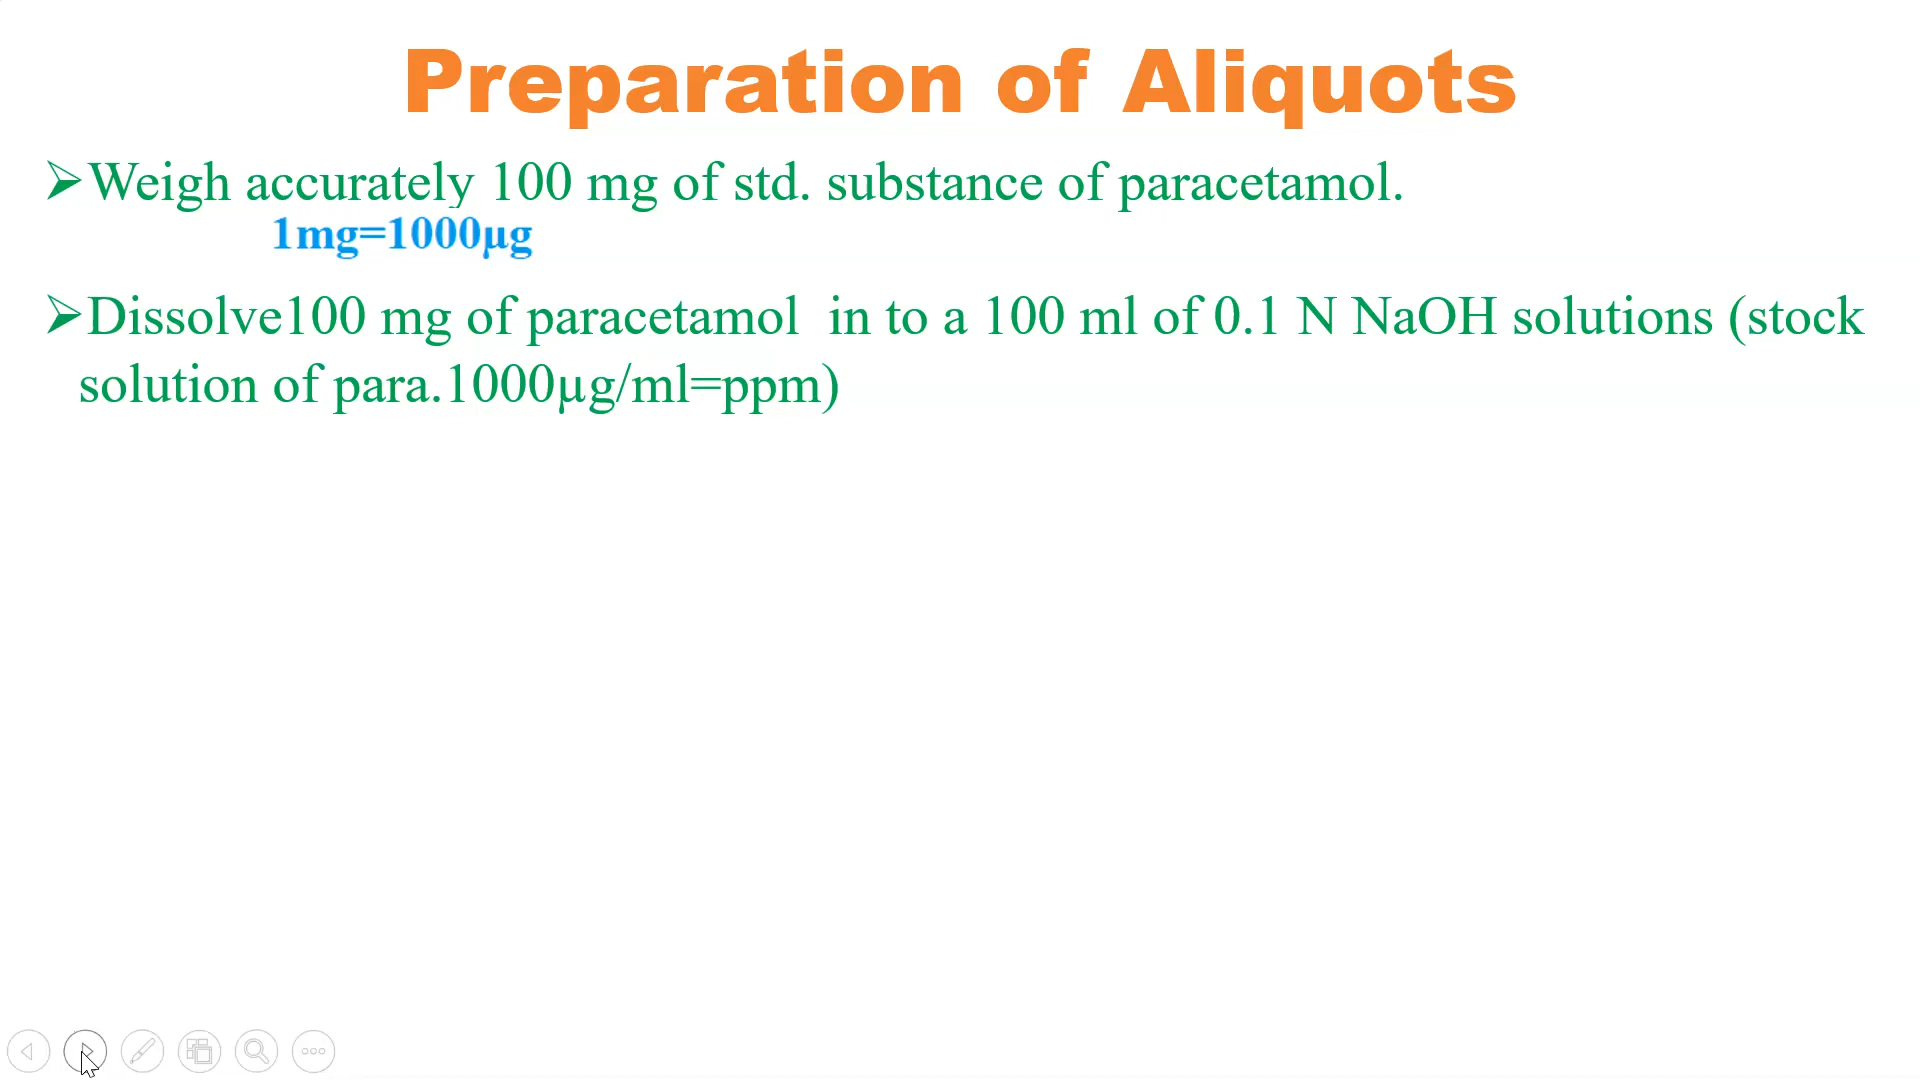 Preparation of Aliquots
➢Weigh accurately 100 mg of std. substance of paracetamol.
1mg=1000µg
➢Dissolve100 mg of paracetamol  in to a 100 ml of 0.1 N NaOH solutions (stock
solution of para.1000µg/ml=ppm)